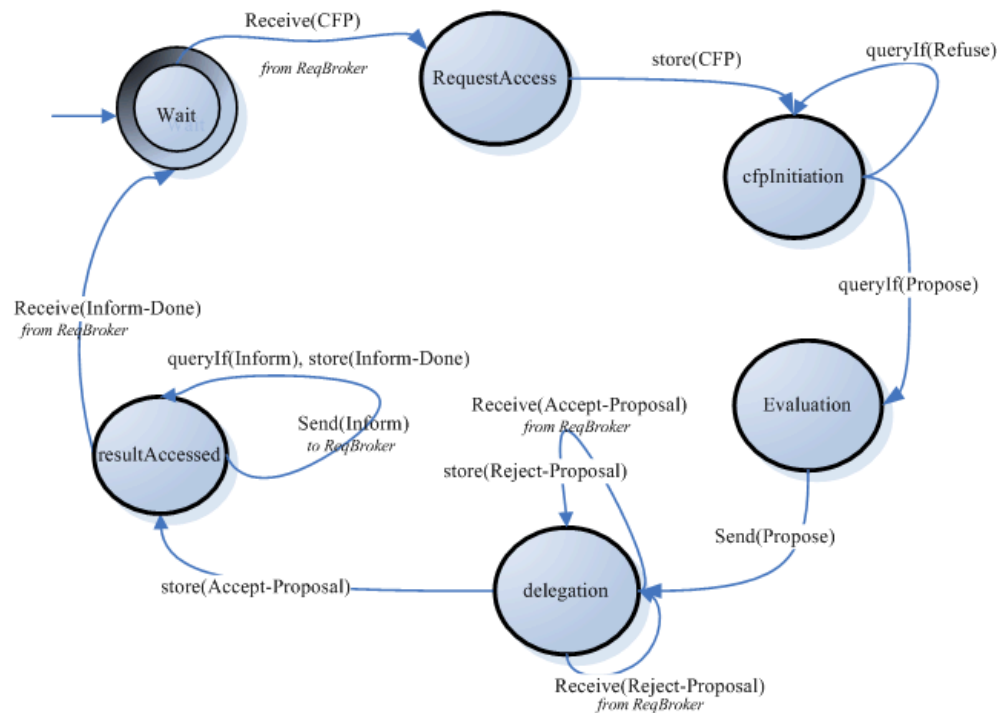 Receive(CFP)
from ReqBroker
Wait
Wait
RequestAccess
store(CFP)
queryIf(Refuse)
cfpInitiation
queryIf(Propose)
Evaluation
Send(Propose)
Receive(Accept-Proposal)
from ReqBroker
store(Reject-Proposal)
delegation
Receive(Reject-Proposal)
from ReqBroker
store(Accept-Proposal)
queryIf(Inform), store(Inform-Done)
Send(Inform)
to ReqBroker
resultAccessed
Receive(Inform-Done)
from ReqBroker